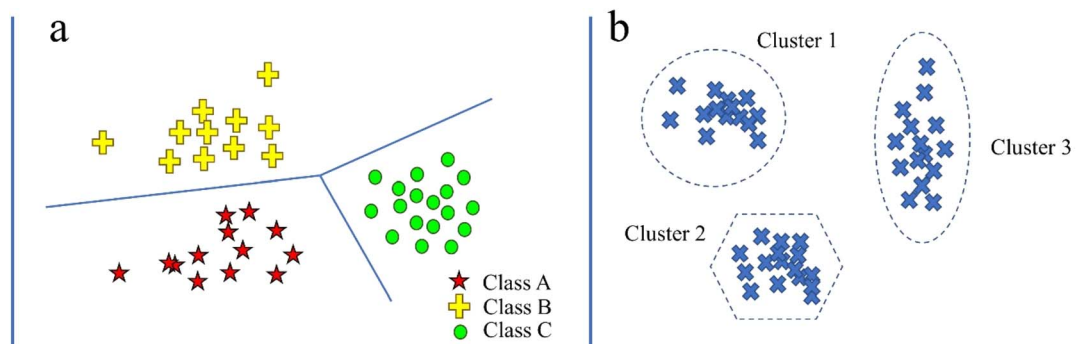 a
Class A
Class B
Class C
b
Cluster 1
Cluster 3
Cluster 2